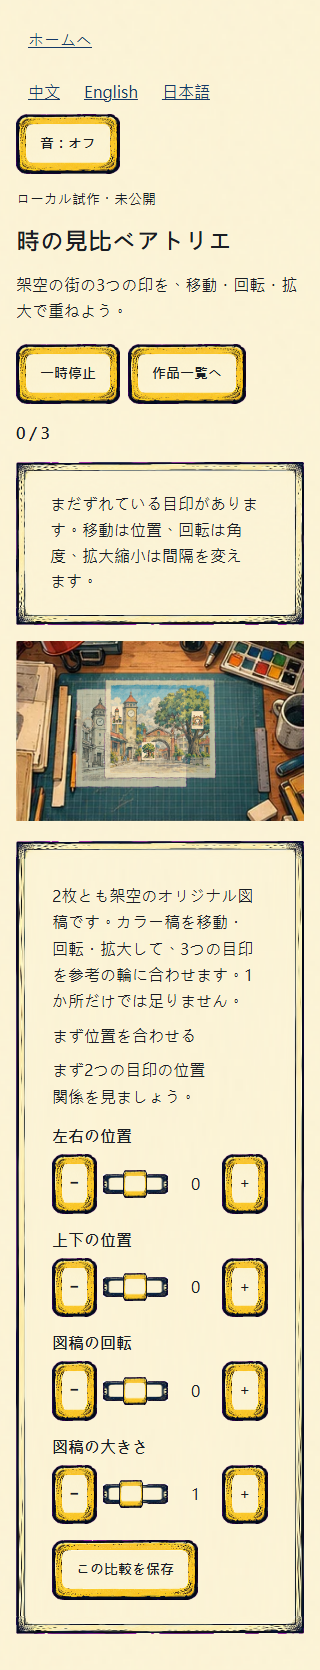 ホームへ
中文 English 日本語
音：オフ
ローカル試作・未公開
時の見比べアトリエ
架空の街の3つの印を、移動・回転・拡
大で重ねよう。
一時停止 作品一覧へ
0 / 3
まだずれている目印がありま
す。移動は位置、回転は角
度、拡大縮小は間隔を変え
ます。
2枚とも架空のオリジナル図
稿です。カラー稿を移動・
回転・拡大して、3つの目印
を参考の輪に合わせます。1
か所だけでは足りません。
まず位置を合わせる
まず2つの目印の位置
関係を見ましょう。
左右の位置
− 0 +
上下の位置
− 0 +
図稿の回転
− 0 +
図稿の大きさ
− 1 +
この比較を保存